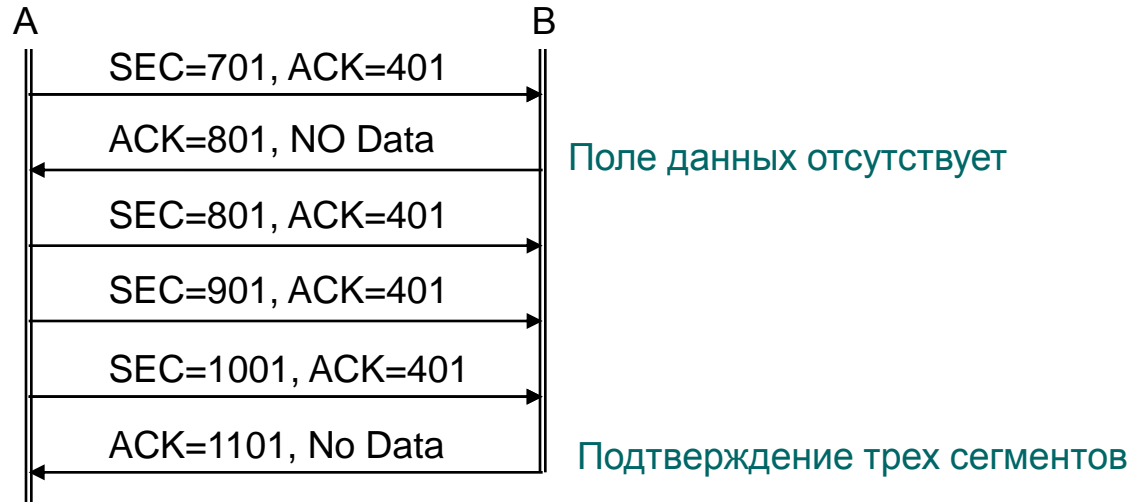 A
B
SEC=701, ACK=401
ACK=801, NO Data
Поле данных отсутствует
SEC=801, ACK=401
SEC=901, ACK=401
SEC=1001, ACK=401
ACK=1101, No Data
Подтверждение трех сегментов